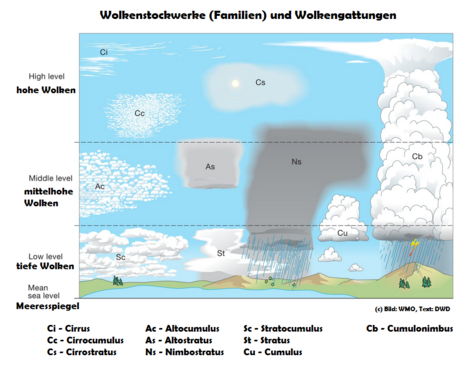 Wolkenstockwerke (Familien) und Wolkengattungen
Ci
High level
hohe Wolken
Cs
Cc
As
Ns
Cb
Middle level
mittelhohe
Wolken
Ac
Cu
Low level
tiefe Wolken
Sc
St
Mean
sea level
Meeresspiegel
(c) Bild: WMO, Text: DWD
Ci - Cirrus
Cc - Cirrocumulus
Cs - Cirrostratus
Ac - Altocumulus
As - Altostratus
Ns - Nimbostratus
Sc - Stratocumulus
St - Stratus
Cu - Cumulus
Cb - Cumulonimbus